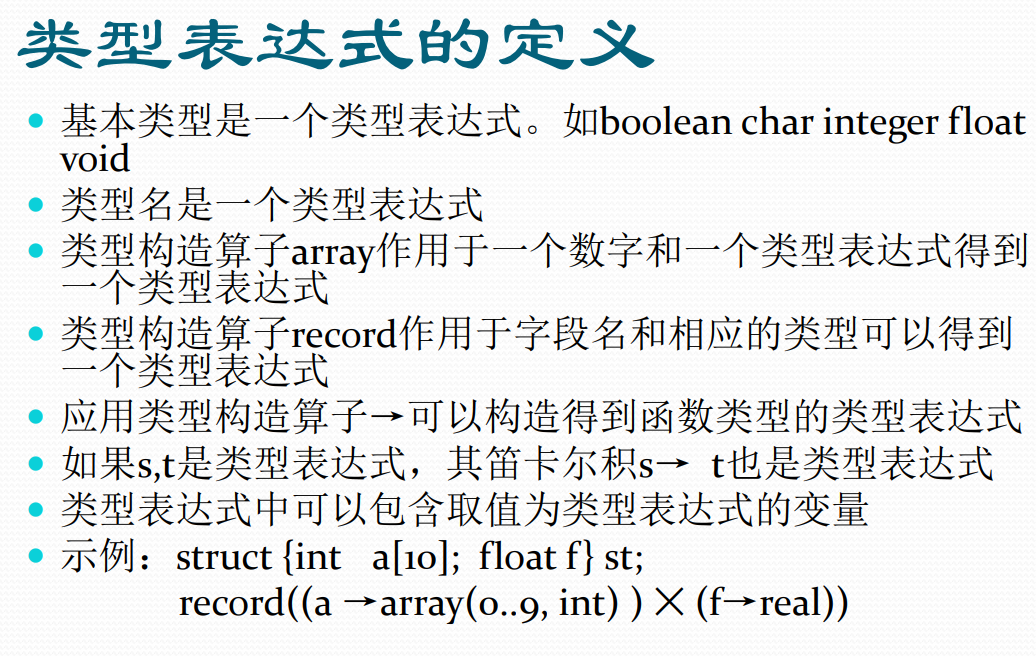 类型表达式的定义
基本类型是一个类型表达式。如boolean char integer float
void
类型名是一个类型表达式
类型构造算子array作用于一个数字和一个类型表达式得到
一个类型表达式
类型构造算子record作用于字段名和相应的类型可以得到
一个类型表达式
应用类型构造算子→可以构造得到函数类型的类型表达式
如果s,t是类型表达式，其笛卡尔积s→ t也是类型表达式
类型表达式中可以包含取值为类型表达式的变量
示例：struct {int a[10]; float f} st;
record((a →array(0..9, int) ) × (f→real))